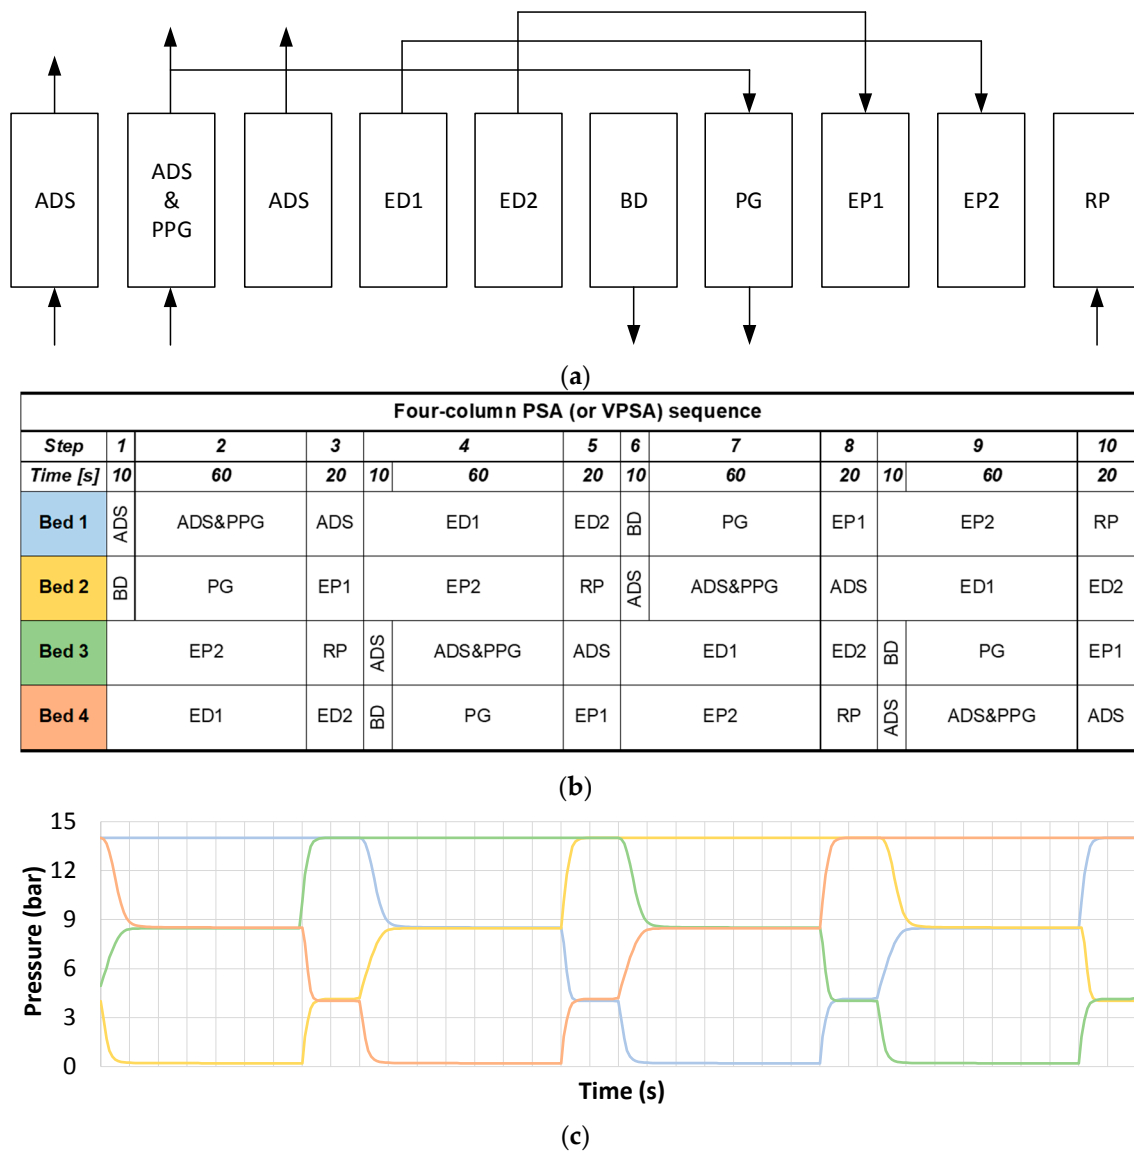 ADS
ADS & PPG
ADS
ED1
ED2
BD
PG
EP1
EP2
RP
(a)
Four-column PSA (or VPSA) sequence
Step 1 2 3 4 5 6 7 8 9 10
Time [s] 10 60 20 10 60 20 10 60 20 10 60 20
Bed 1 ADS ADS&PPG ADS ED1 ED2 BD PG EP1 EP2 RP
Bed 2 BD PG EP1 EP2 RP ADS ADS&PPG ADS ED1 ED2
Bed 3 EP2 RP ADS ADS&PPG ADS ED1 ED2 BD PG EP1
Bed 4 ED1 ED2 BD PG EP1 EP2 RP ADS ADS&PPG ADS
(b)
15
12
9
6
3
0
Pressure (bar)
Time (s)
(c)